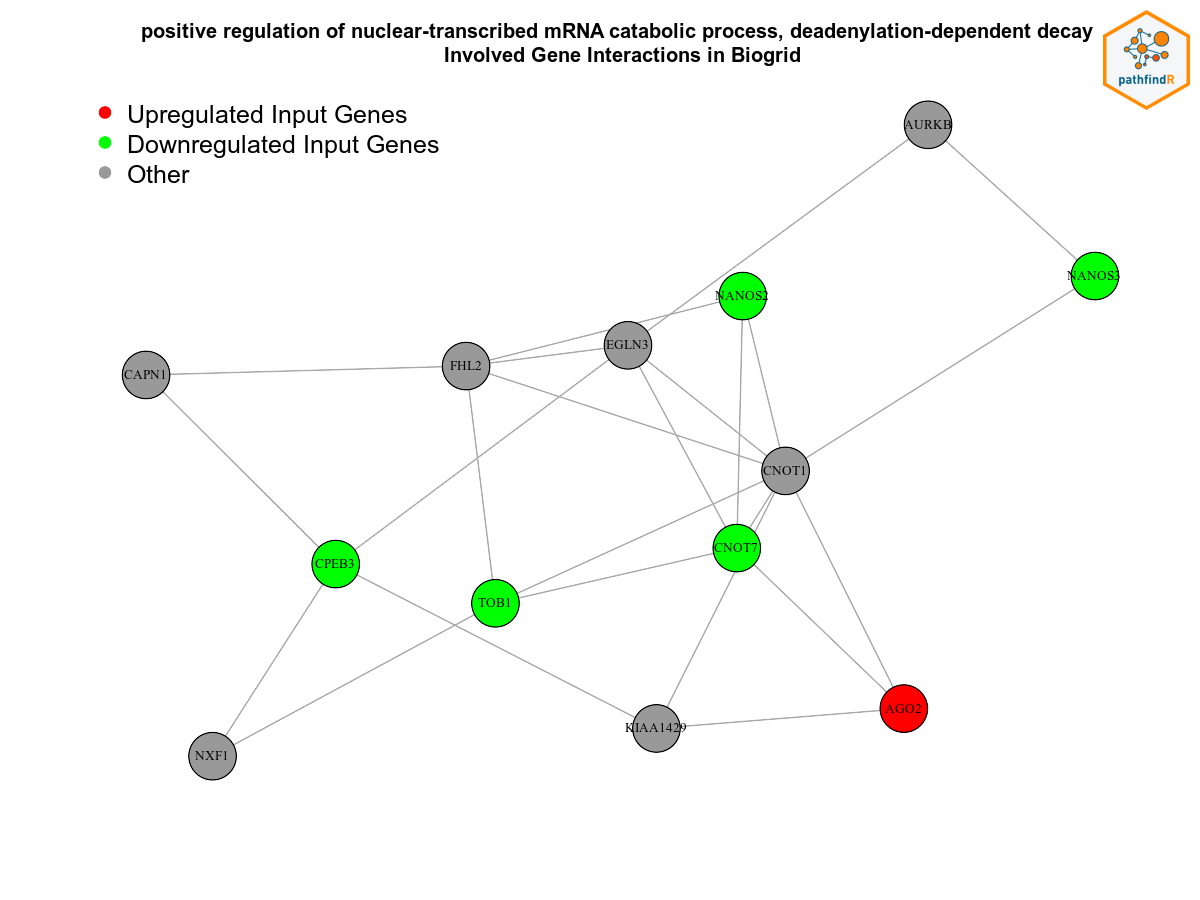 positive regulation of nuclear-transcribed mRNA catabolic process, deadenylation-dependent decay
Involved Gene Interactions in Biogrid
pathfindR
Upregulated Input Genes
Downregulated Input Genes
Other
AURKB
NANOS3
NANOS2
EGLN3
FHL2
CAPN1
CNOT1
CNOT7
CPEB3
TOB1
AGO2
KIAA1429
NXF1